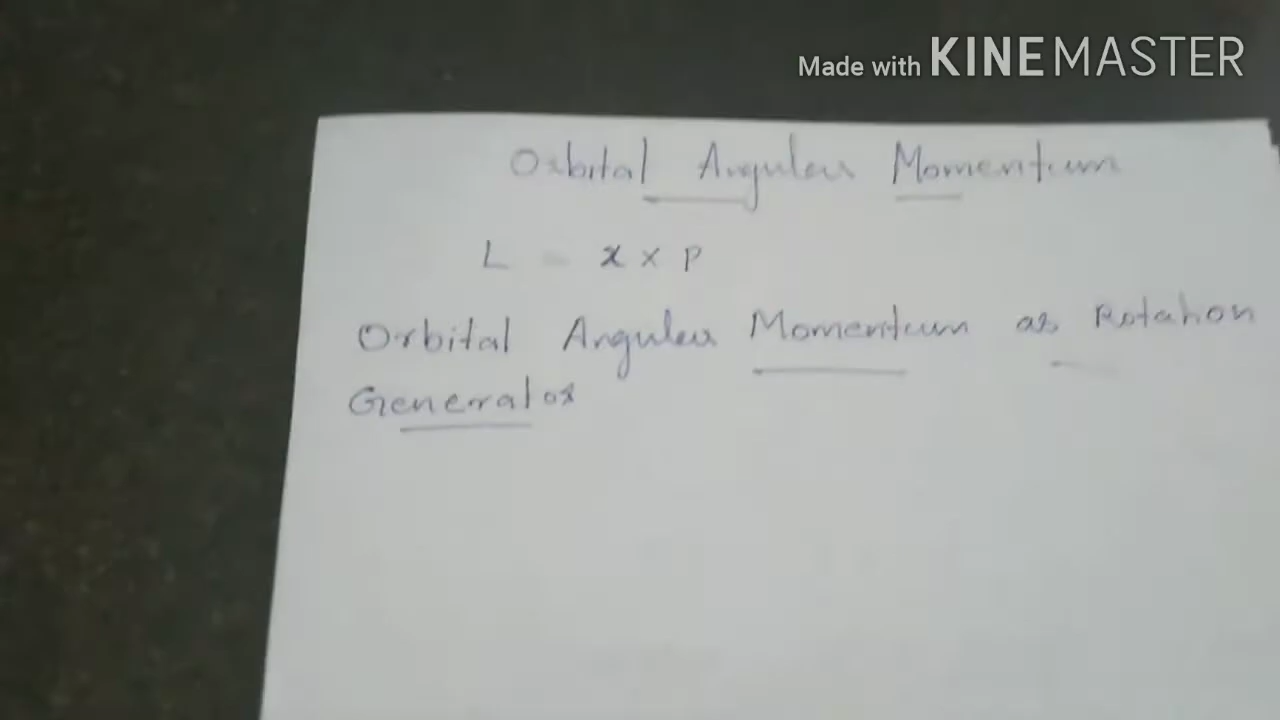 Made with KINEMASTER
Orbital Angular Momentum
L = x × P
Orbital Angular Momentum as Rotation
Generator